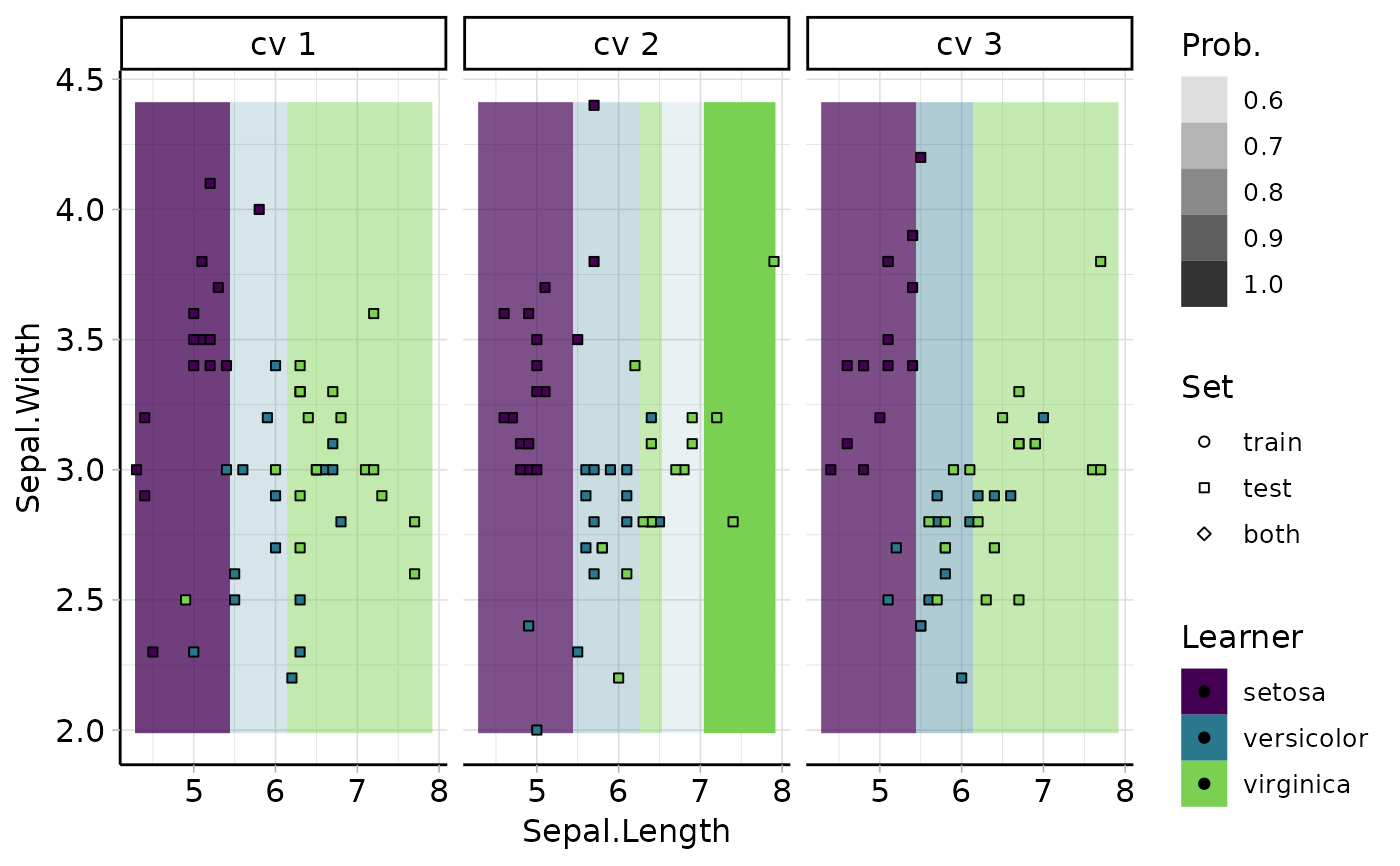 cv 1
cv 2
cv 3
Sepal.Width
4.5
4.0
3.5
3.0
2.5
2.0
5 6 7 8
5 6 7 8
5 6 7 8
Sepal.Length
Prob.
0.6
0.7
0.8
0.9
1.0
Set
train
test
both
Learner
setosa
versicolor
virginica